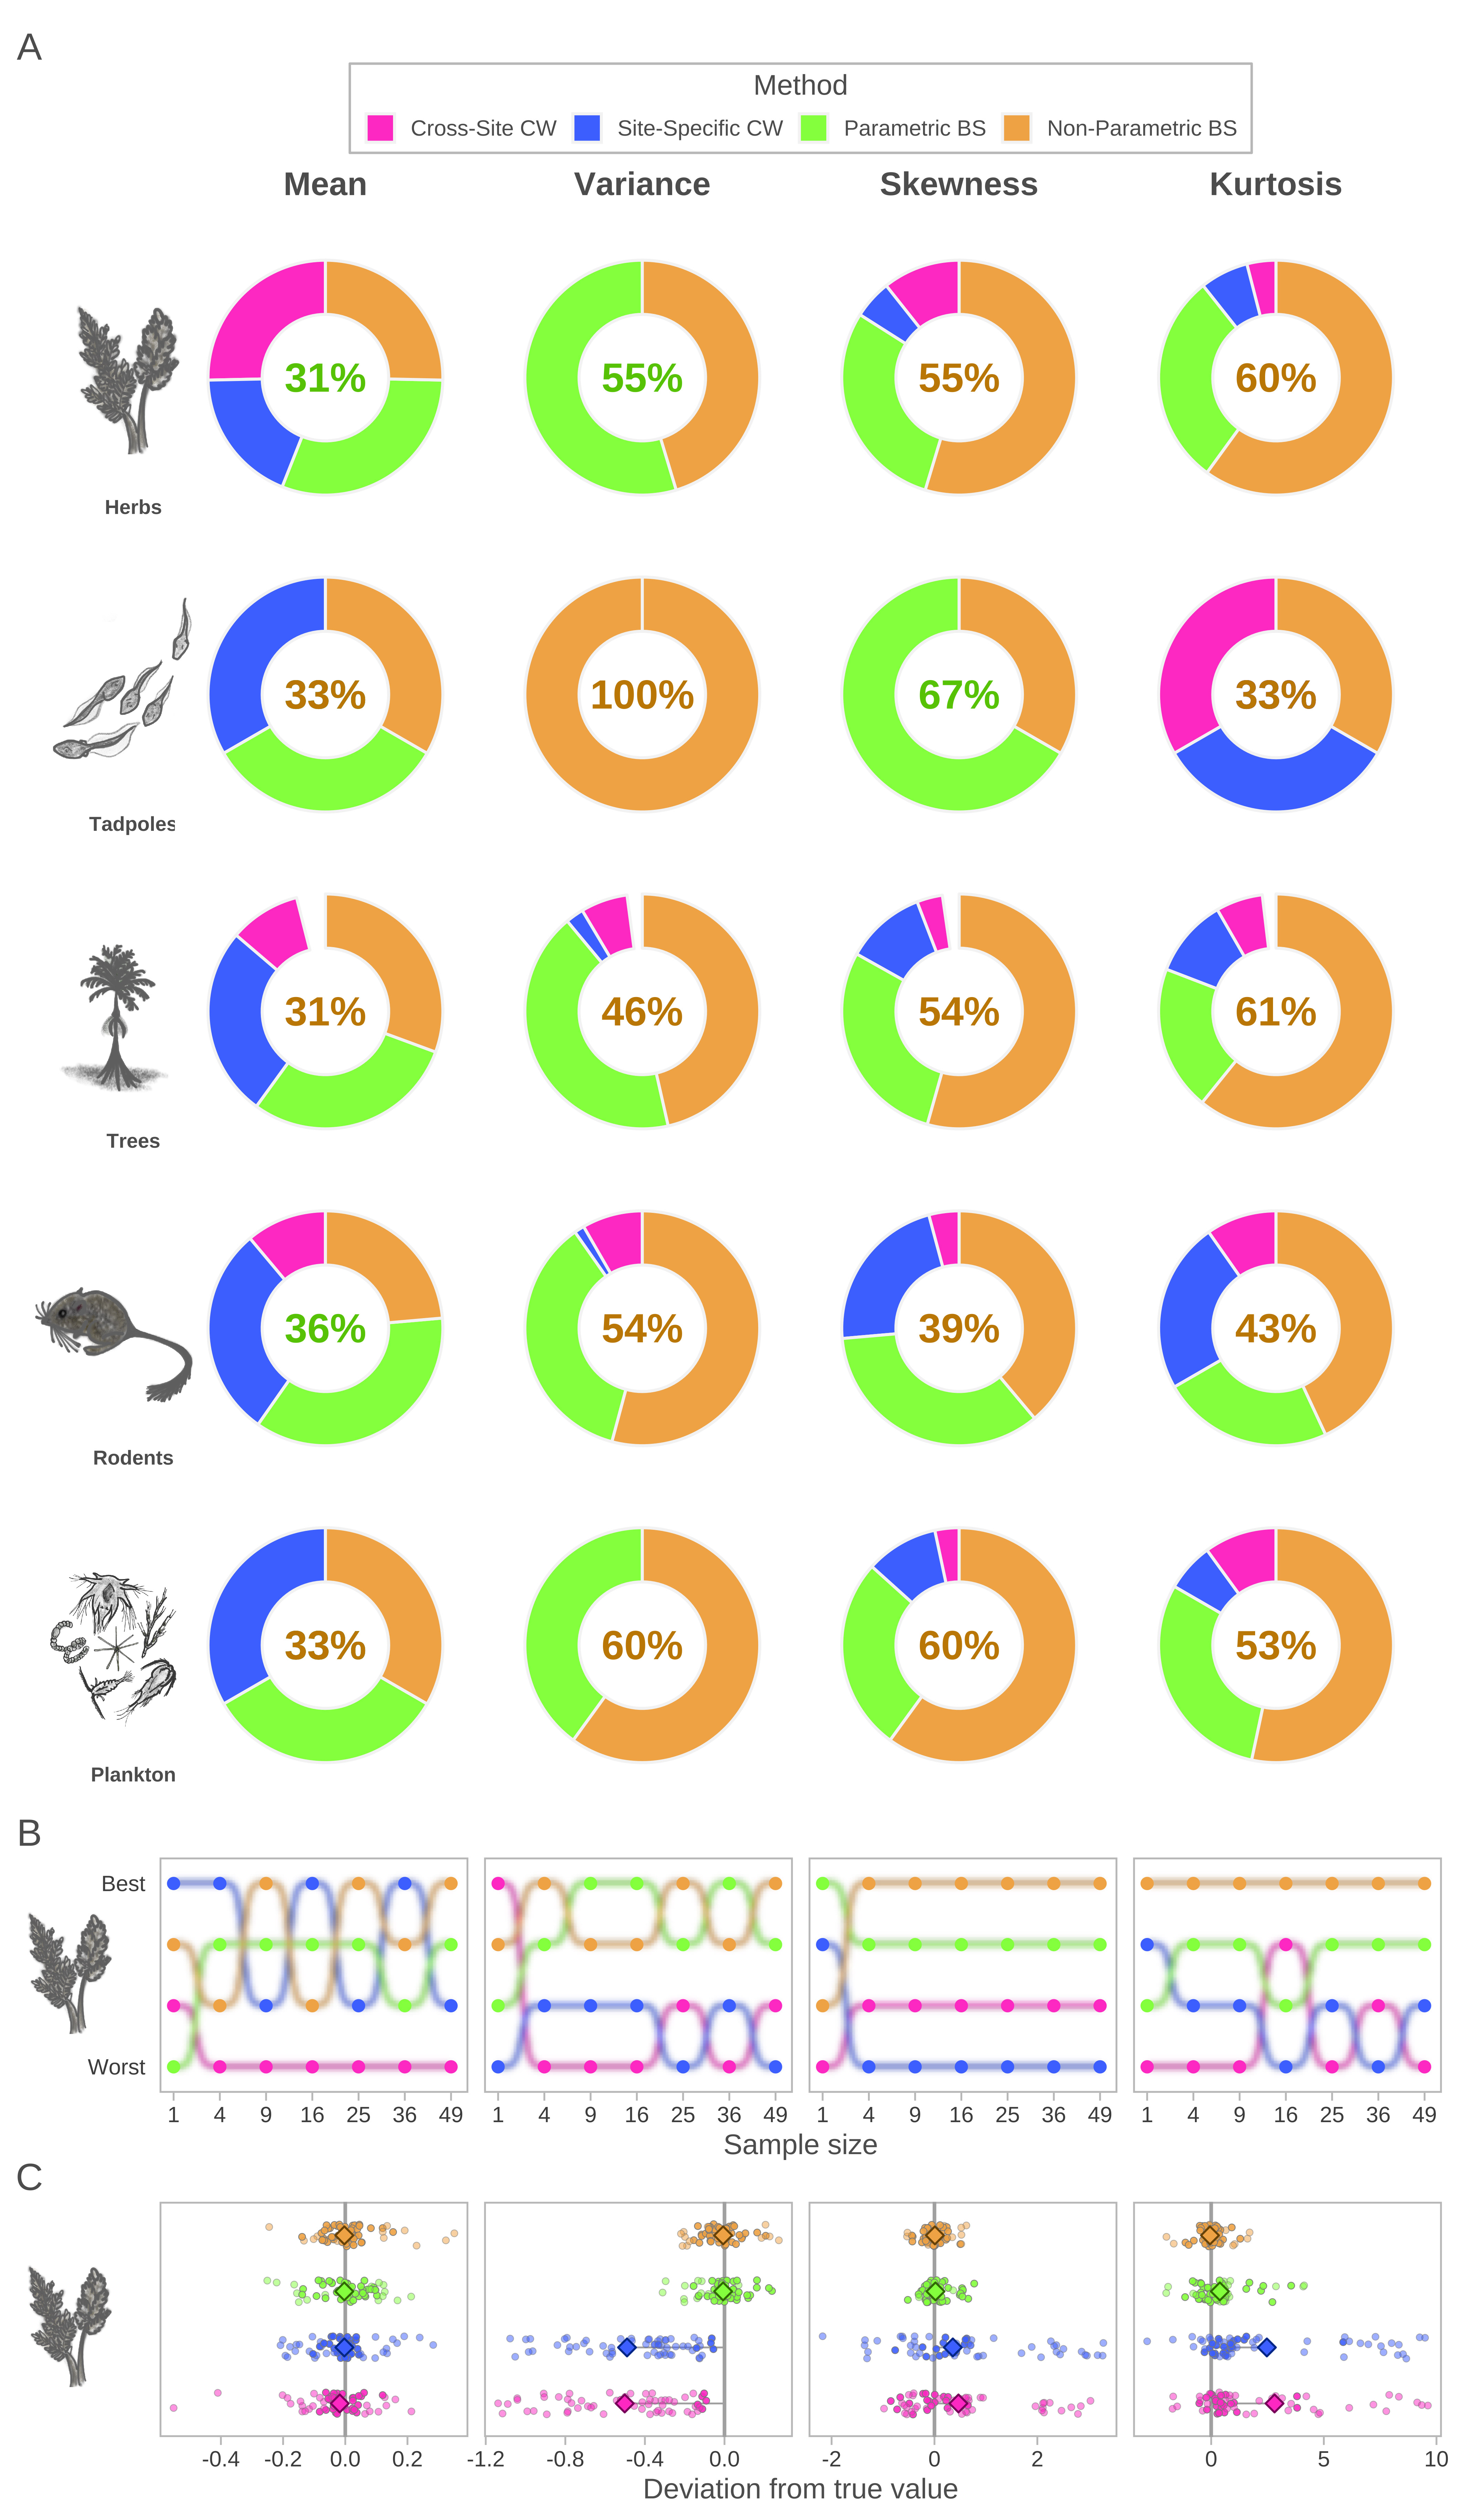 A
Method
Cross-Site CW Site-Specific CW Parametric BS Non-Parametric BS
Mean Variance Skewness Kurtosis
31% 55% 55% 60%
Herbs
33% 100% 67% 33%
Tadpoles
31% 46% 54% 61%
Trees
36% 54% 39% 43%
Rodents
33% 60% 60% 53%
Plankton
B
Best
Worst
1 4 9 16 25 36 49 1 4 9 16 25 36 49 1 4 9 16 25 36 49 1 4 9 16 25 36 49
Sample size
C
-0.4 -0.2 0.0 0.2 -1.2 -0.8 -0.4 0.0 -2 0 2 0 5 10
Deviation from true value